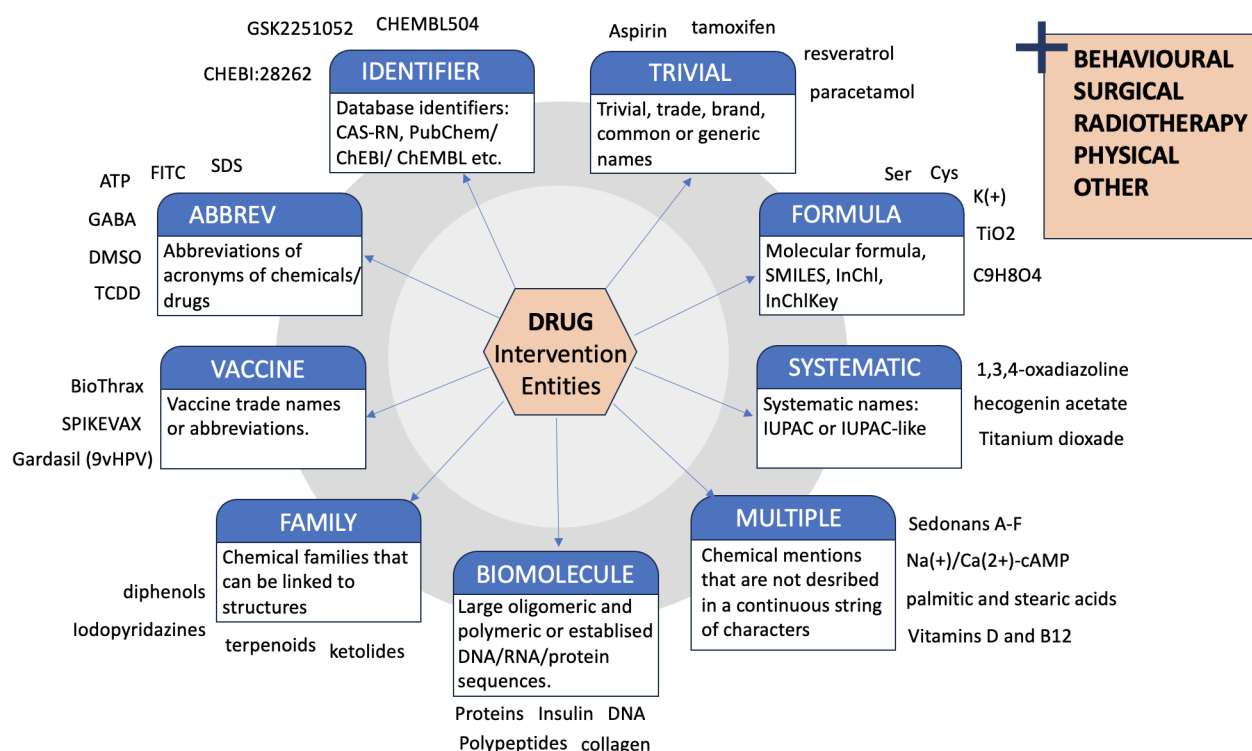 GSK2251052
CHEMBL504
CHEBI:28262
IDENTIFIER
Database identifiers:
CAS-RN, PubChem/
ChEBI/ ChEMBL etc.
Aspirin
tamoxifen
resveratrol
paracetamol
TRIVIAL
Trivial, trade, brand,
common or generic
names
BEHAVIOURAL
SURGICAL
RADIOTHERAPY
PHYSICAL
OTHER
ATP
FITC
SDS
GABA
DMSO
TCDD
ABBREV
Abbreviations of
acronyms of chemicals/
drugs
Ser
Cys
K(+)
TiO2
C9H8O4
FORMULA
Molecular formula,
SMILES, InChl,
InChlKey
DRUG
Intervention
Entities
BioThrax
SPIKEVAX
Gardasil (9vHPV)
VACCINE
Vaccine trade names
or abbreviations.
SYSTEMATIC
Systematic names:
IUPAC or IUPAC-like
1,3,4-oxadiazoline
hecogenin acetate
Titanium dioxade
FAMILY
Chemical families that
can be linked to
structures
diphenols
Iodopyridazines
terpenoids
ketolides
BIOMOLECULE
Large oligomeric and
polymeric or establised
DNA/RNA/protein
sequences.
Proteins Insulin DNA
Polypeptides collagen
MULTIPLE
Chemical mentions
that are not desribed
in a continuous string
of characters
Sedonans A-F
Na(+)/Ca(2+)-cAMP
palmitic and stearic acids
Vitamins D and B12